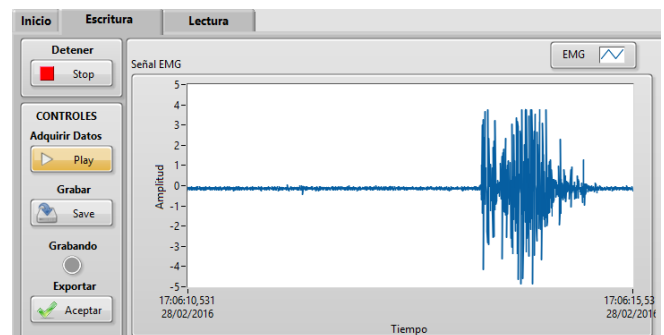 Inicio
Escritura
Lectura
Detener
Stop
CONTROLES
Adquirir Datos
Play
Grabar
Save
Grabando
Exportar
Aceptar
Señal EMG
EMG
Amplitud
5
4
3
2
1
0
-1
-2
-3
-4
-5
17:06:10,531
28/02/2016
17:06:15,53
28/02/2016
Tiempo